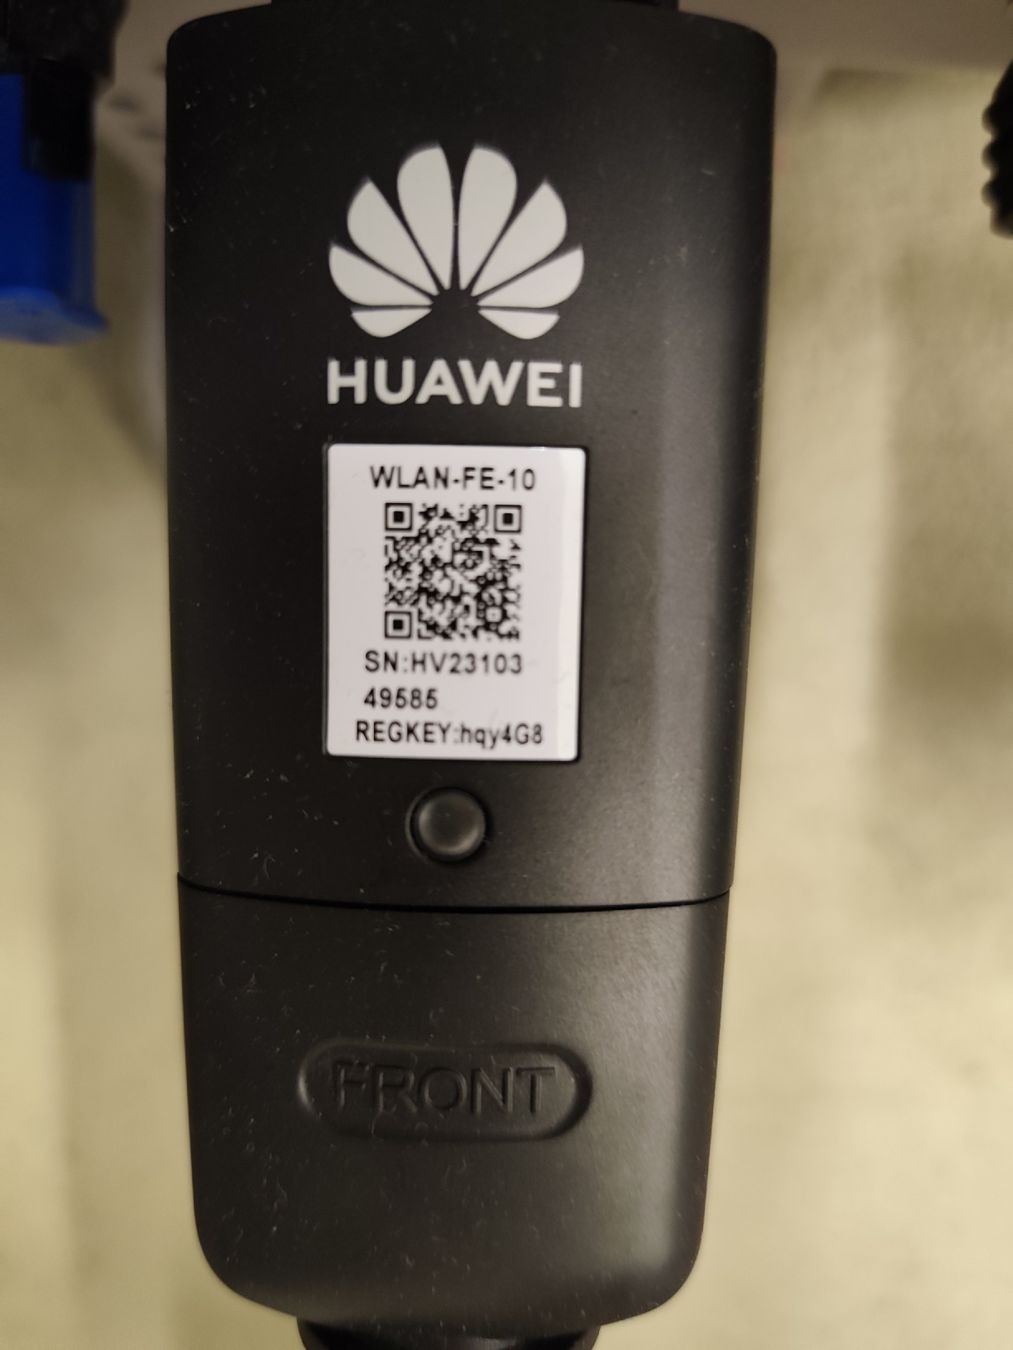 HUAWEI
WLAN-FE-10
SN:HV23103
49585
REGKEY:hqy4G8
FRONT